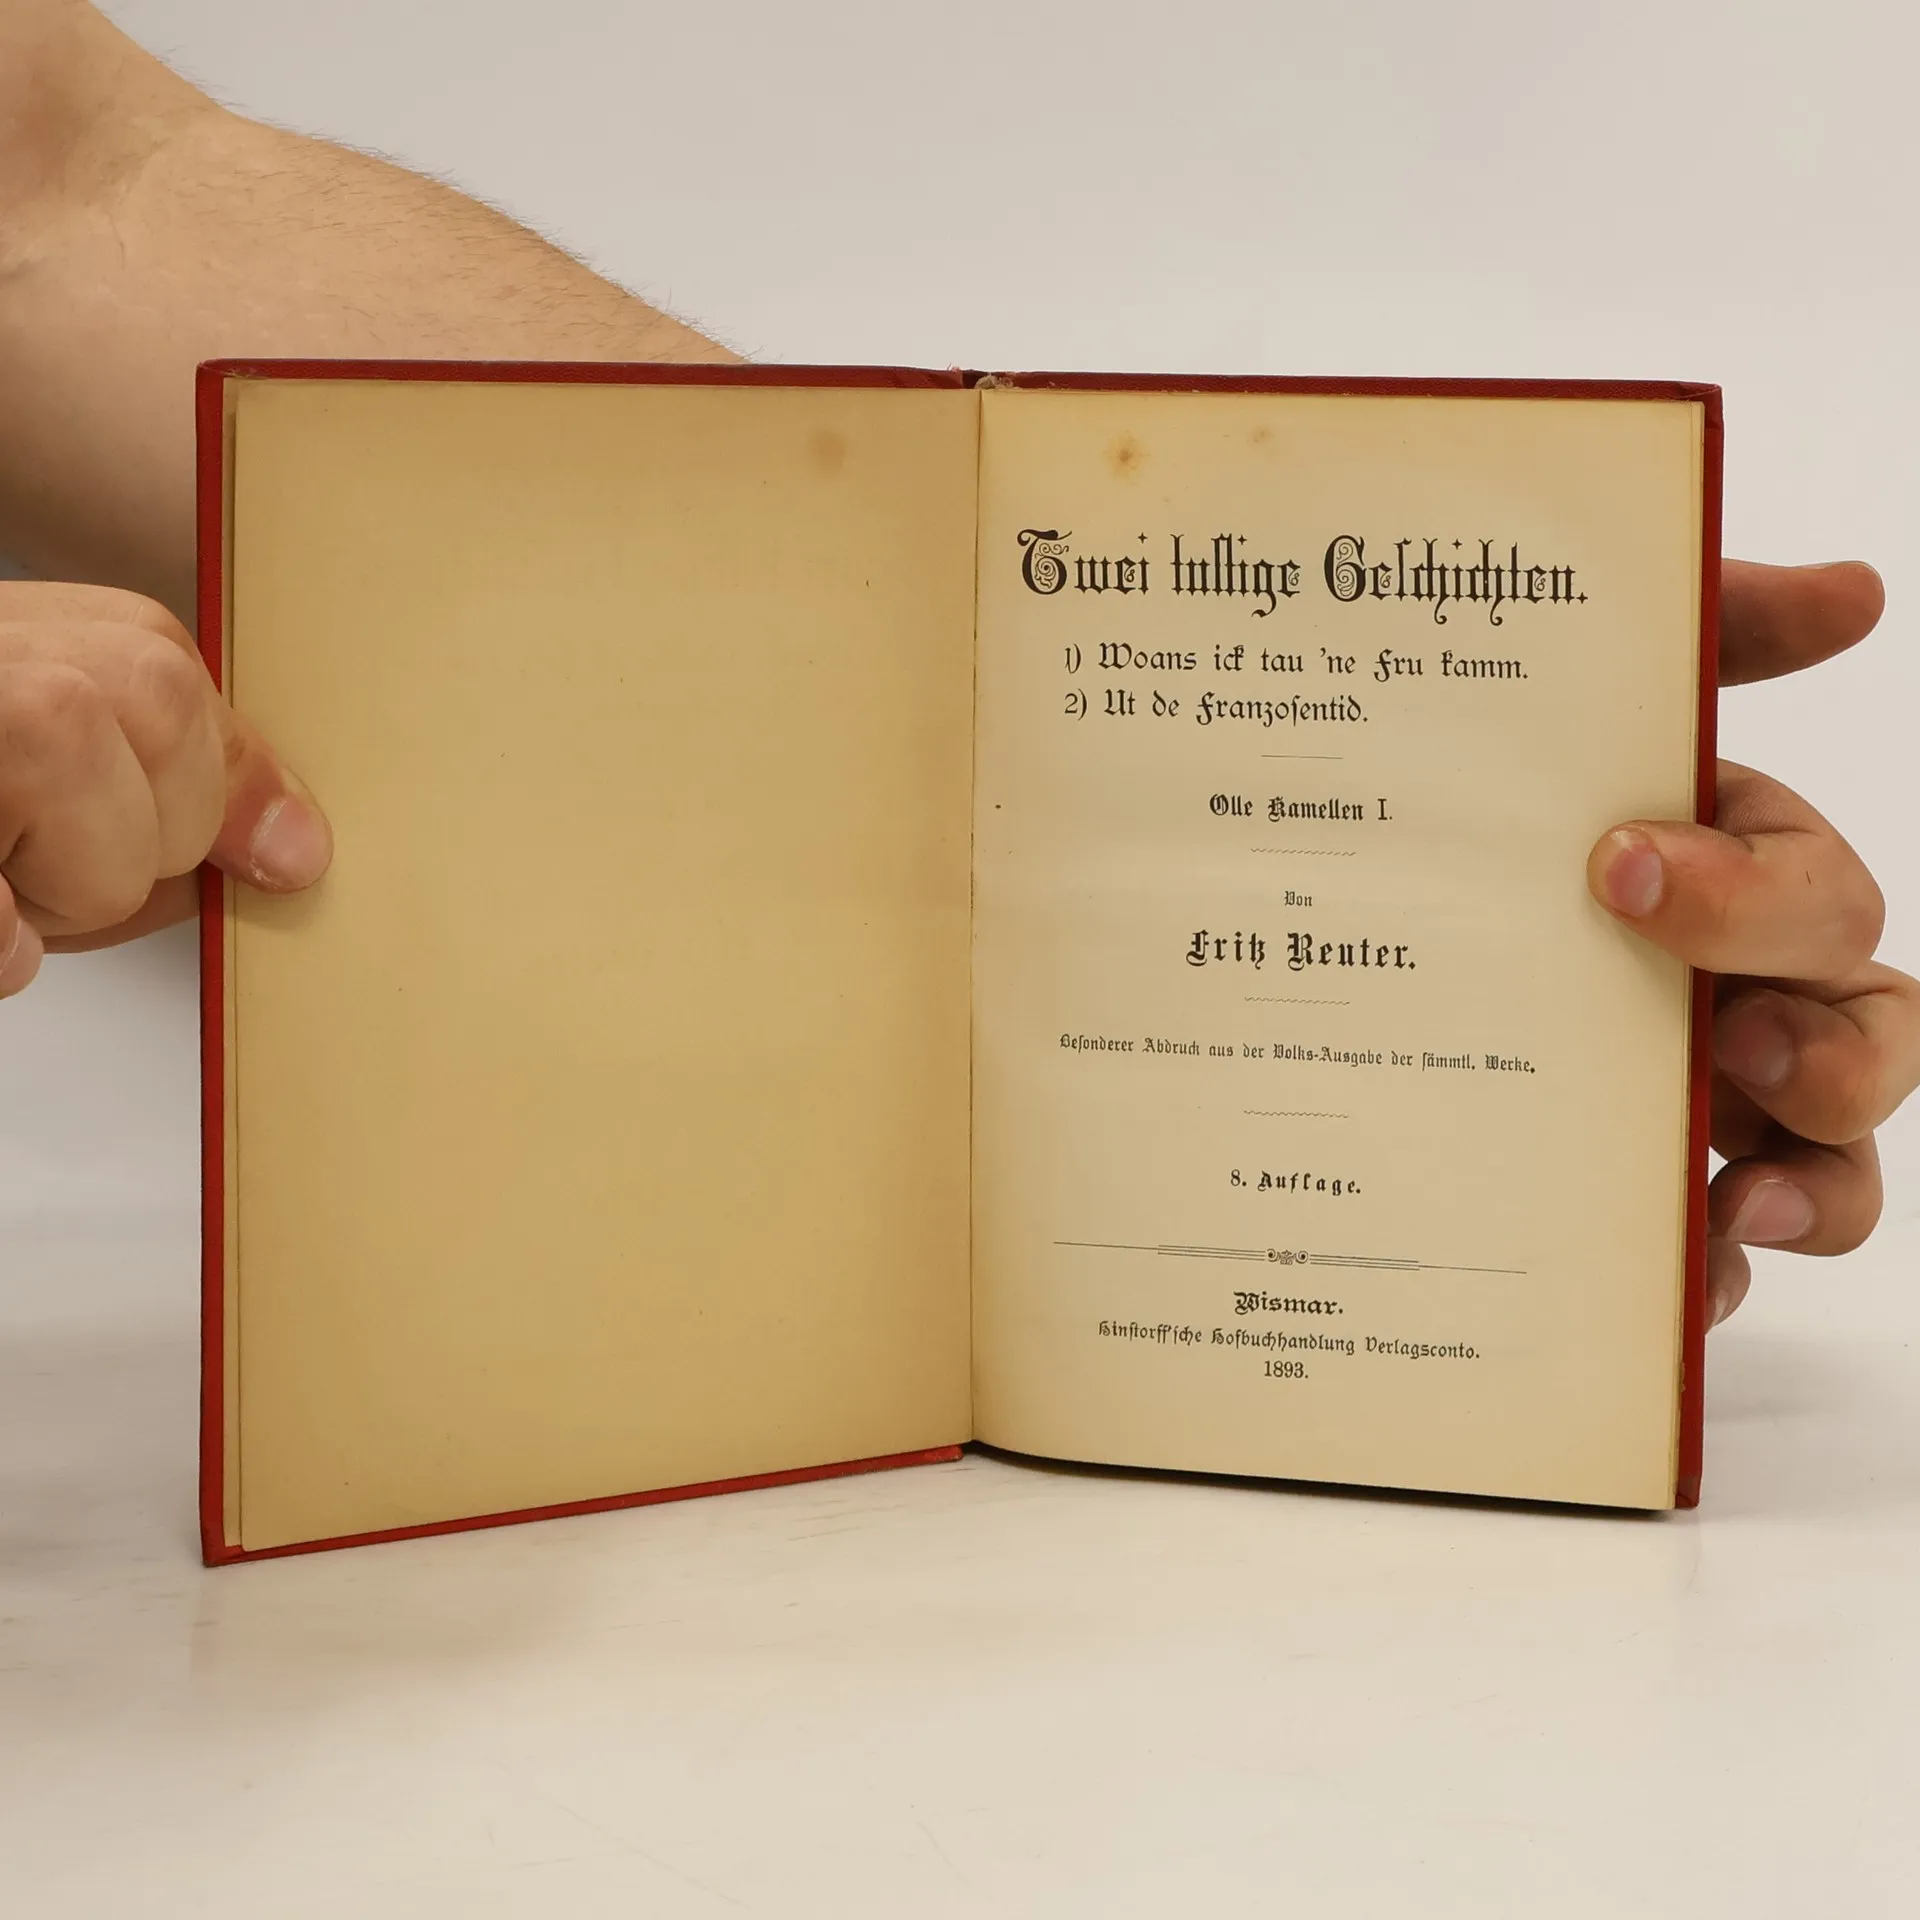 Twei lustige Geschichten.
1) Woans ick tau 'ne Fru kamm.
2) Ut de Franzosentid.
Olle Kamellen I.
Von
Fritz Reuter.
Besonderer Abdruck aus der Volks-Ausgabe der sämmtl. Werke.
8. Auflage.
Wismar.
Hinstorff'sche Hofbuchhandlung Verlagsconto.
1893.